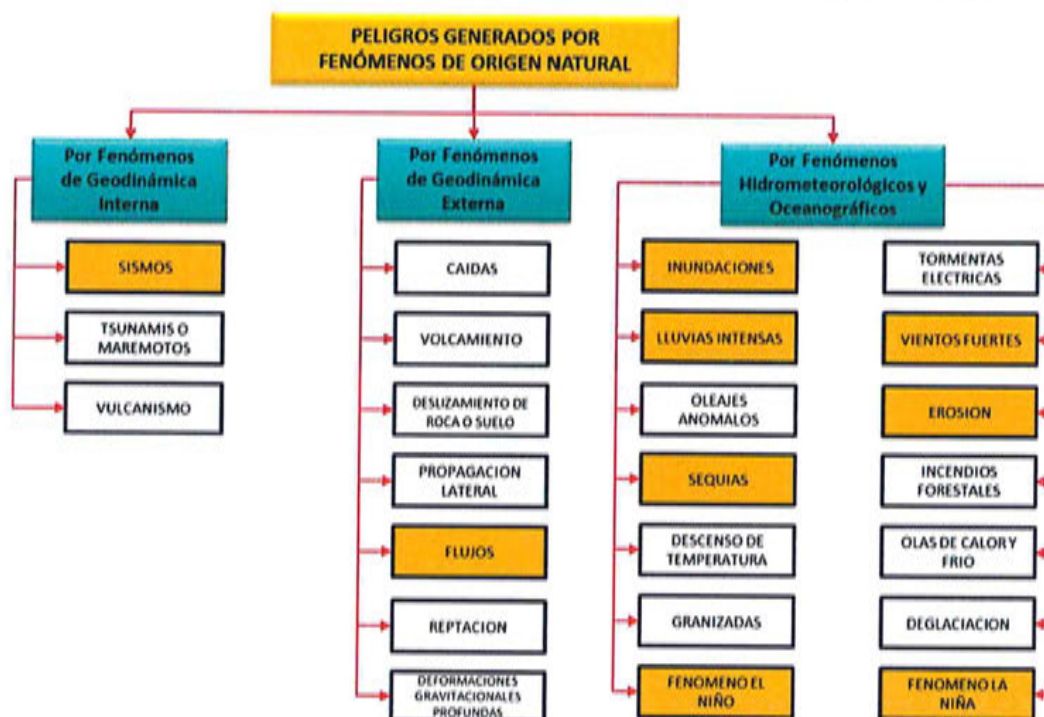 PELIGROS GENERADOS POR
FENÓMENOS DE ORIGEN NATURAL
Por Fenómenos
de Geodinámica
Interna
SISMOS
TSUNAMIS O
MAREMOTOS
VULCANISMO
Por Fenómenos
de Geodinámica
Externa
CAIDAS
VOLCAMIENTO
DESLIZAMIENTO DE
ROCA O SUELO
PROPAGACION
LATERAL
FLUJOS
REPTACION
DEFORMACIONES
GRAVITACIONALES
PROFUNDAS
Por Fenómenos
Hidrometeorológicos y
Oceanográficos
INUNDACIONES
LLUVIAS INTENSAS
OLEAJES
ANOMALOS
SEQUIAS
DESCENSO DE
TEMPERATURA
GRANIZADAS
FENOMENO EL
NIÑO
TORMENTAS
ELECTRICAS
VIENTOS FUERTES
EROSION
INCENDIOS
FORESTALES
OLAS DE CALOR Y
FRIO
DEGLACIACION
FENOMENO LA
NIÑA